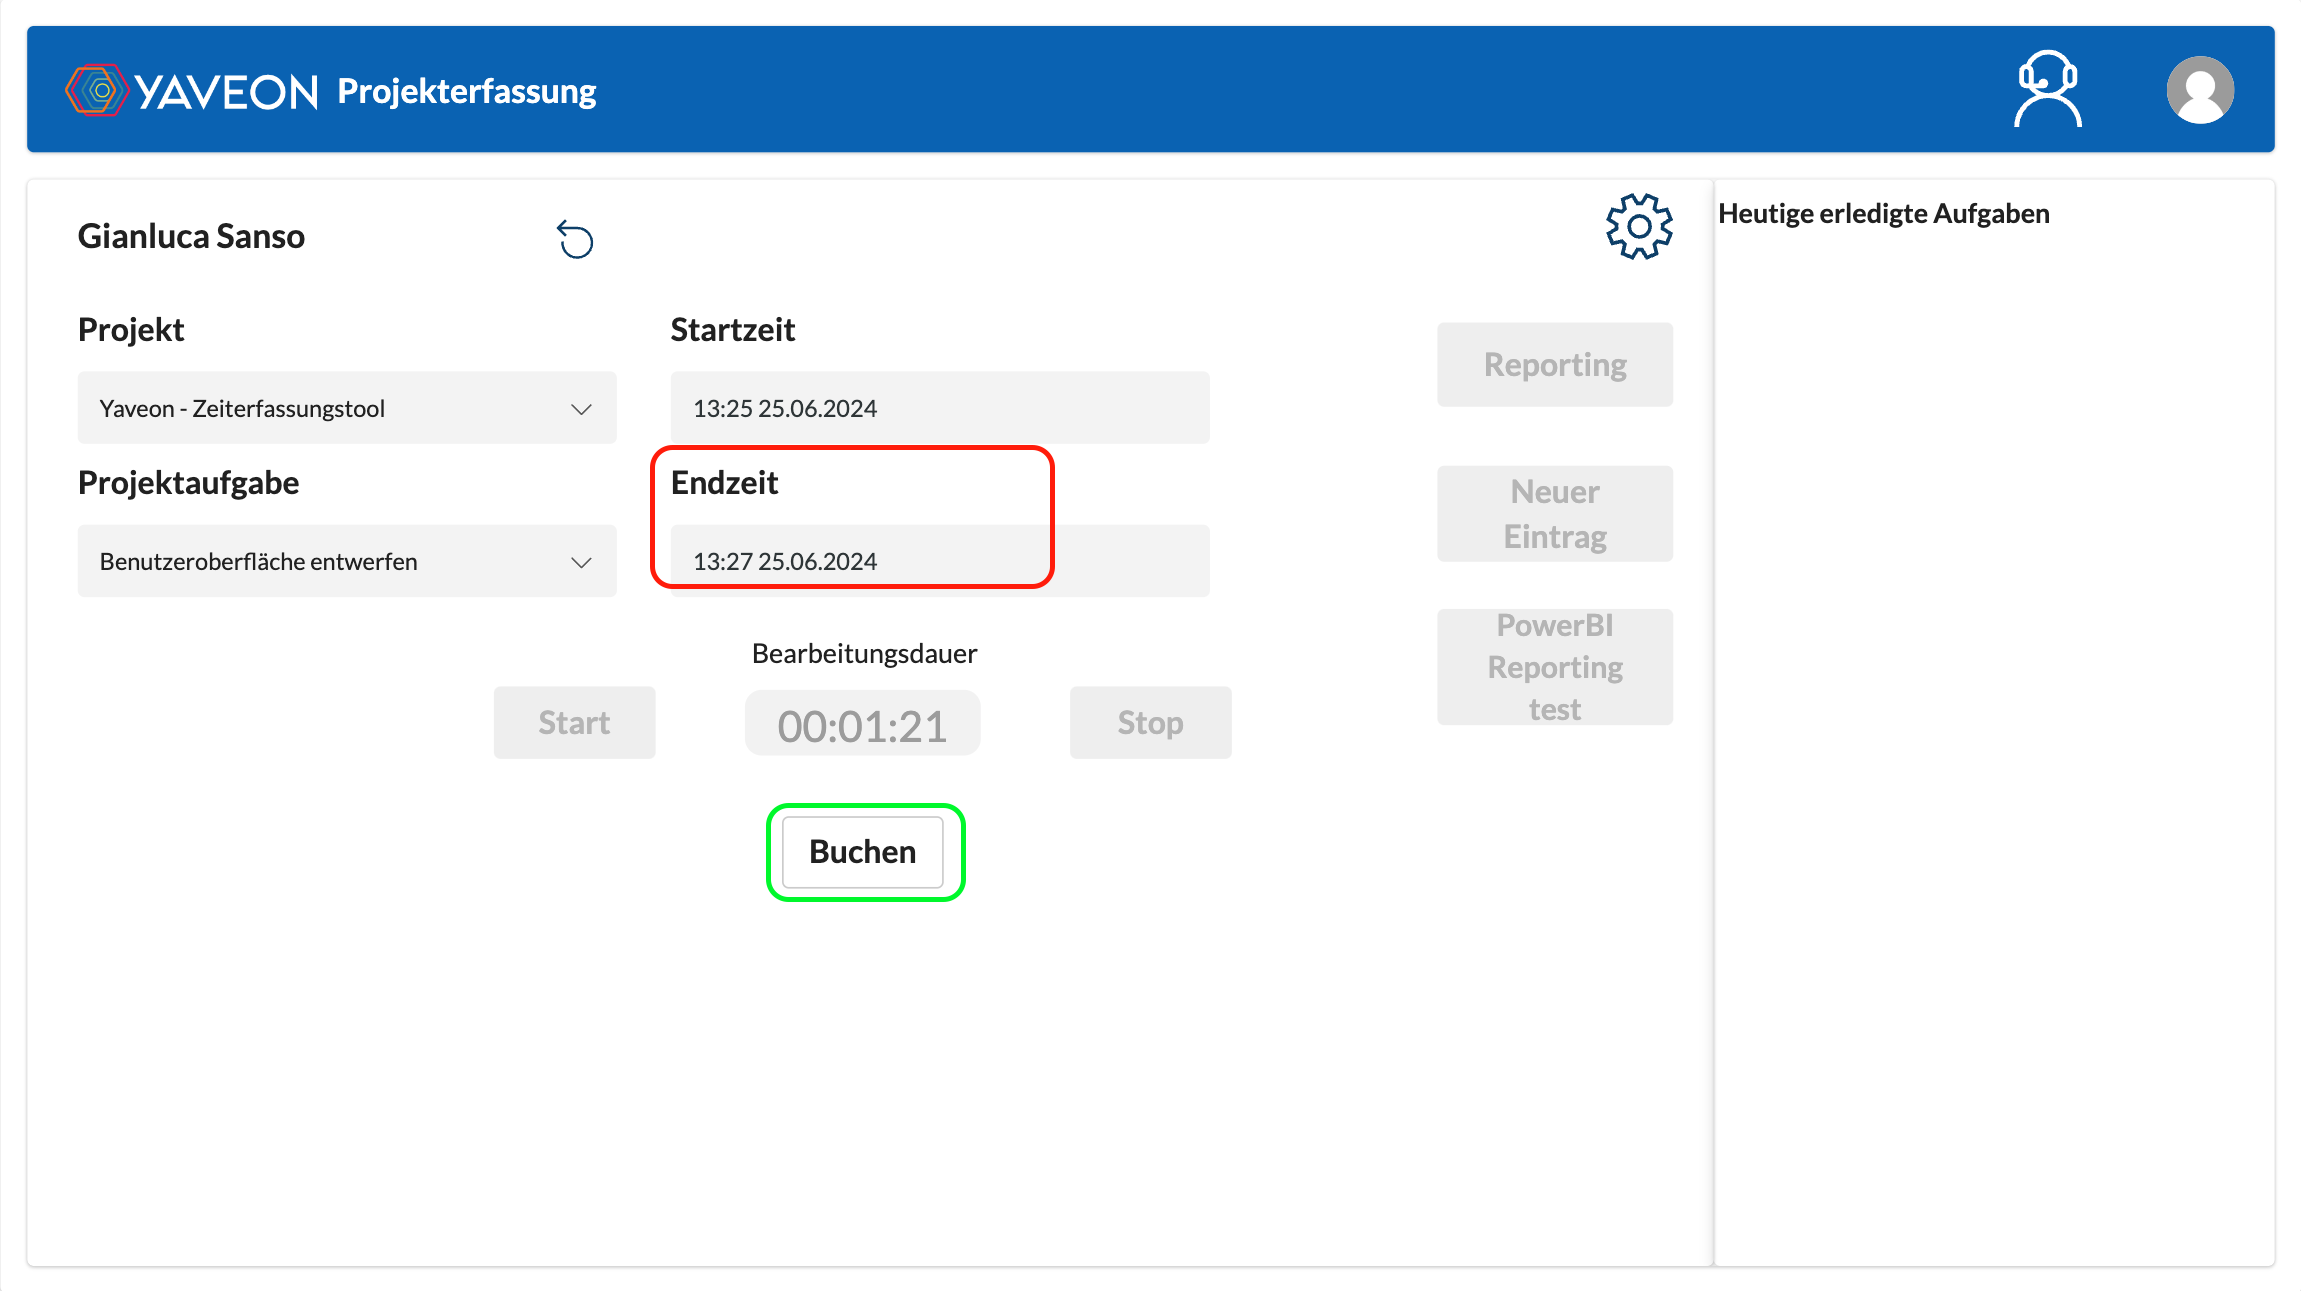 YAVEON Projekterfassung
Gianluca Sanso
Projekt
Yaveon - Zeiterfassungstool
Projektaufgabe
Benutzeroberfläche entwerfen
Startzeit
13:25 25.06.2024
Endzeit
13:27 25.06.2024
Bearbeitungsdauer
Start
00:01:21
Stop
Buchen
Reporting
Neuer
Eintrag
PowerBI
Reporting
test
Heutige erledigte Aufgaben